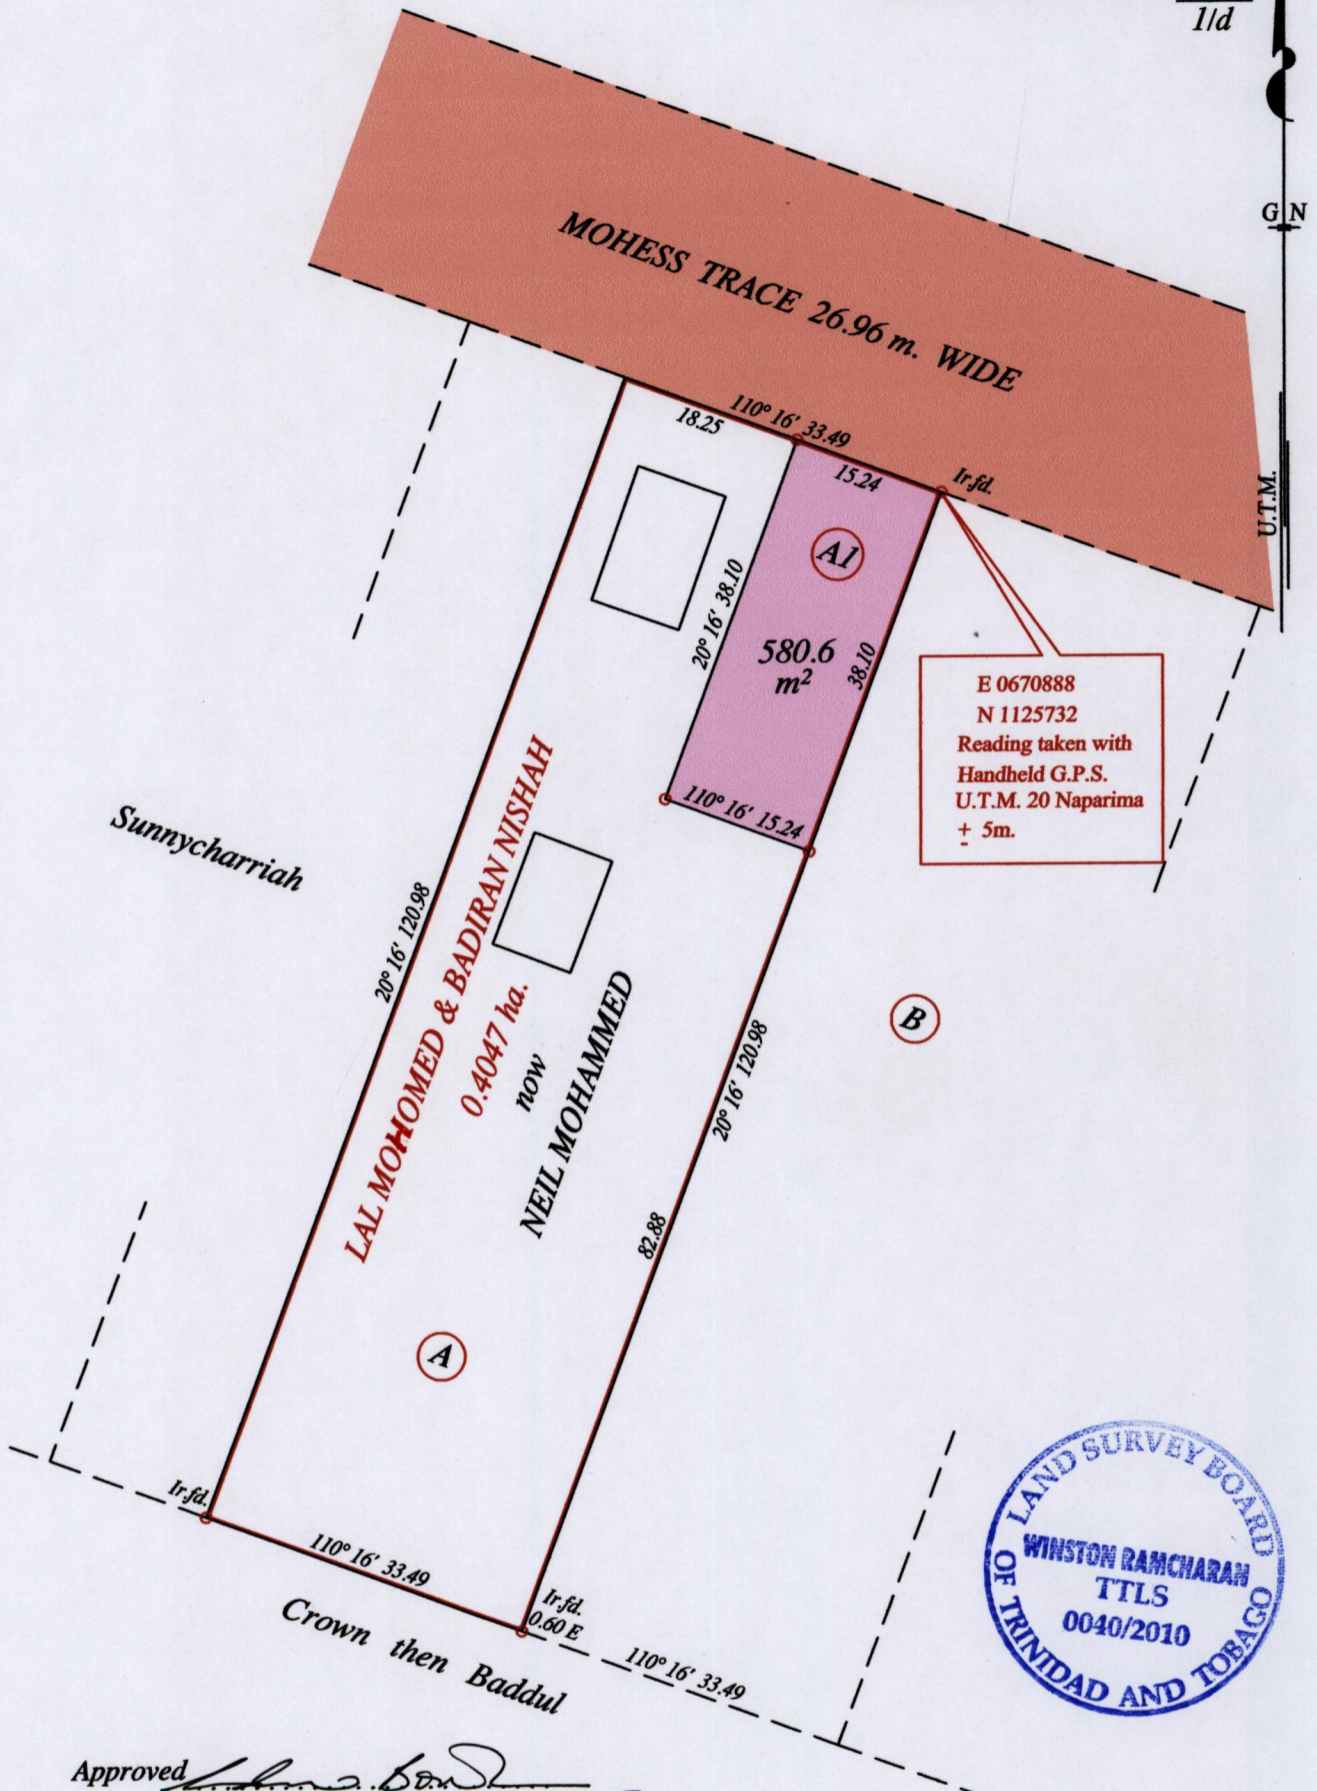 1/d
G N
MOHESS TRACE 26.96 m. WIDE
U.T.M.
110° 16' 33.49
18.25
15.24
Ir.fd.
A1
20° 16' 38.10
580.6
m²
38.10
E 0670888
N 1125732
Reading taken with
Handheld G.P.S.
U.T.M. 20 Naparima
± 5m.
110° 16' 15.24
Sunnycharriah
20° 16' 120.98
LAL MOHOMED & BADIRAN NISHAH
0.4047 ha.
now
NEIL MOHAMMED
B
20° 16' 120.98
82.88
A
Ir.fd.
110° 16' 33.49
Ir.fd.
0.60 E
Crown then Baddul
110° 16' 33.49
LAND SURVEY BOARD
WINSTON RAMCHARAN
TTLS
0040/2010
OF TRINIDAD AND TOBAGO
Approved